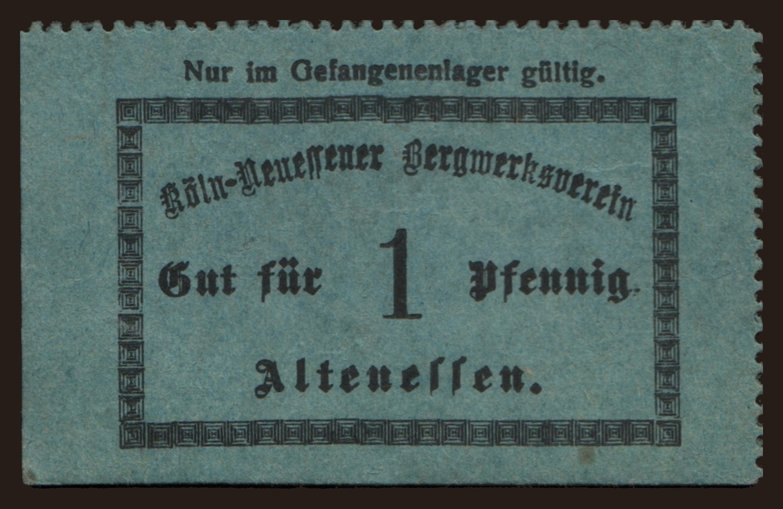 Nur im Gefangenenlager gültig.
Köln-Neuessener Bergwerksverein
Gut für 1 Pfennig.
Altenessen.